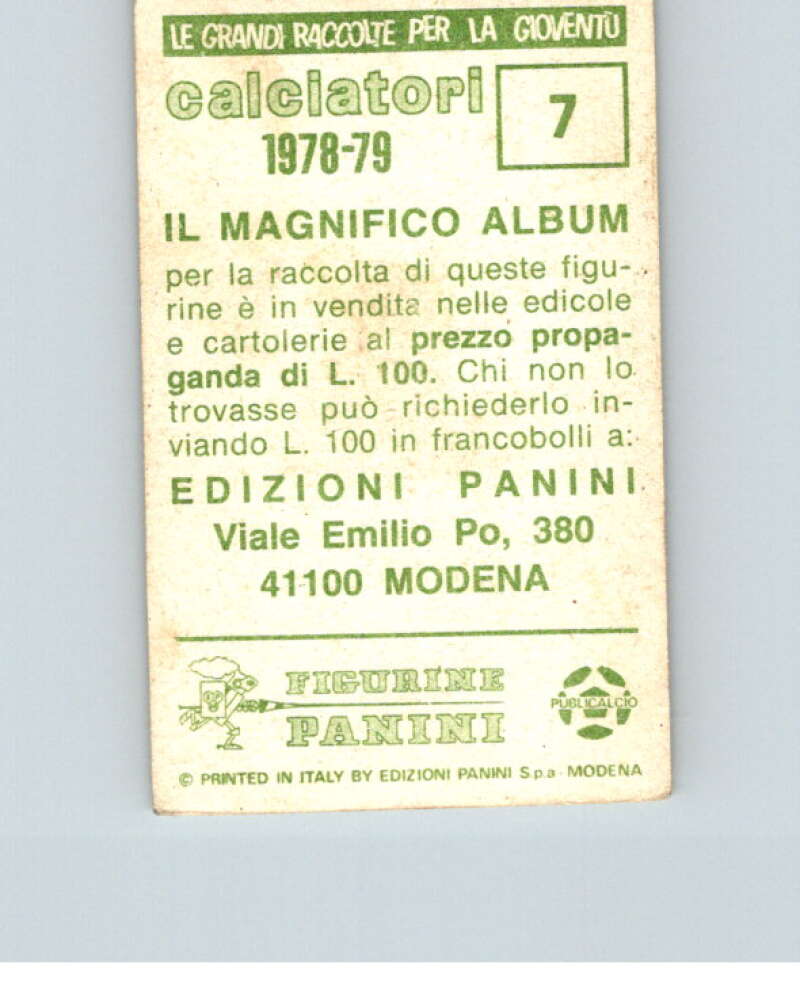 LE GRANDI RACCOLTE PER LA GIOVENTÙ
calciatori
7
1978-79
IL MAGNIFICO ALBUM
per la raccolta di queste figu-
rine è in vendita nelle edicole
e cartolerie al prezzo propa-
ganda di L. 100. Chi non lo
trovasse può richiederlo in-
viando L. 100 in francobolli a:
EDIZIONI PANINI
Viale Emilio Po, 380
41100 MODENA
FIGURINE
PANINI
PUBLICALCIO
© PRINTED IN ITALY BY EDIZIONI PANINI S.p.a. MODENA